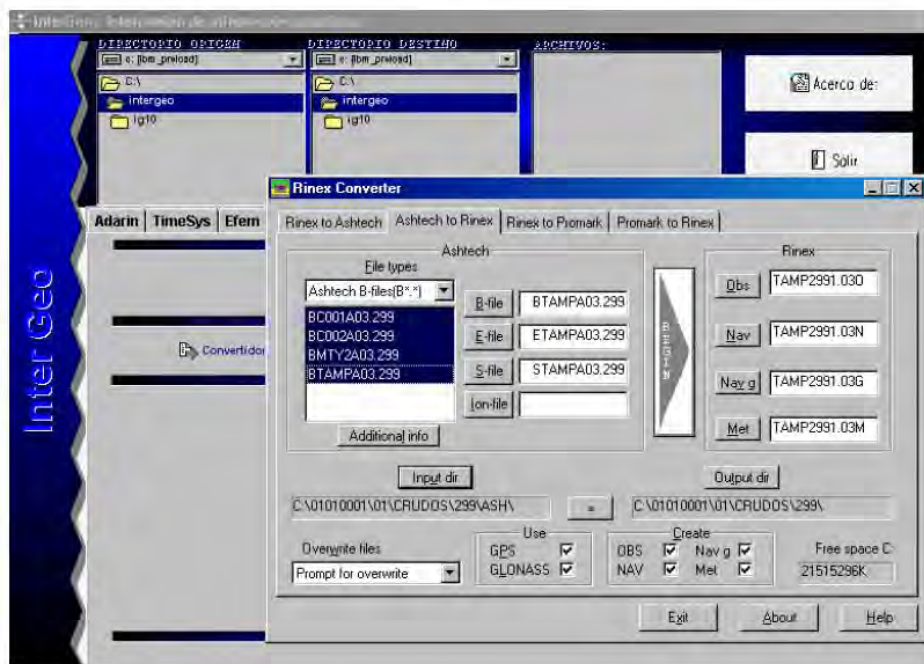 InterGeo:
DIRECTORIO ORIGEN
DIRECTORIO DESTINO
ARCHIVOS:
c: [ibm_preload]
c: [ibm_preload]
C:\
intergeo
ig10
C:\
intergeo
ig10
Acerca de:
Salir
Adarin
TimeSys
Efem
Convertidor
Inter Geo
Rinex Converter
Rinex to Ashtech
Ashtech to Rinex
Rinex to Promark
Promark to Rinex
Ashtech
File types
Ashtech B-files(B*.*)
BC001A03.299
BC002A03.299
BMTY2A03.299
BTAMPA03.299
Additional info
B-file
BTAMPA03.299
E-file
ETAMPA03.299
S-file
STAMPA03.299
Ion-file
BEGIN
Rinex
Obs
TAMP2991.03O
Nav
TAMP2991.03N
Nav g
TAMP2991.03G
Met
TAMP2991.03M
Input dir
Output dir
C:\01010001\01\CRUDOS\299\ASH\
=
C:\01010001\01\CRUDOS\299\
Overwrite files
Prompt for overwrite
Use
GPS
GLONASS
Create
OBS
Nav g
NAV
Met
Free space C:
21515296K
Exit
About
Help